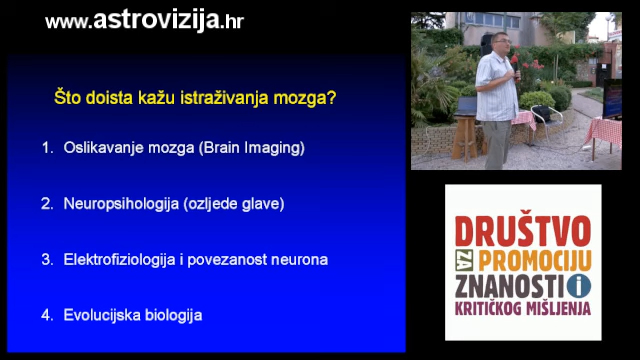 www.astrovizija.hr
Što doista kažu istraživanja mozga?
1. Oslikavanje mozga (Brain Imaging)
2. Neuropsihologija (ozljede glave)
3. Elektrofiziologija i povezanost neurona
4. Evolucijska biologija
DRUŠTVO
ZA PROMOCIJU
ZNANOSTI i
KRITIČKOG MIŠLJENJA